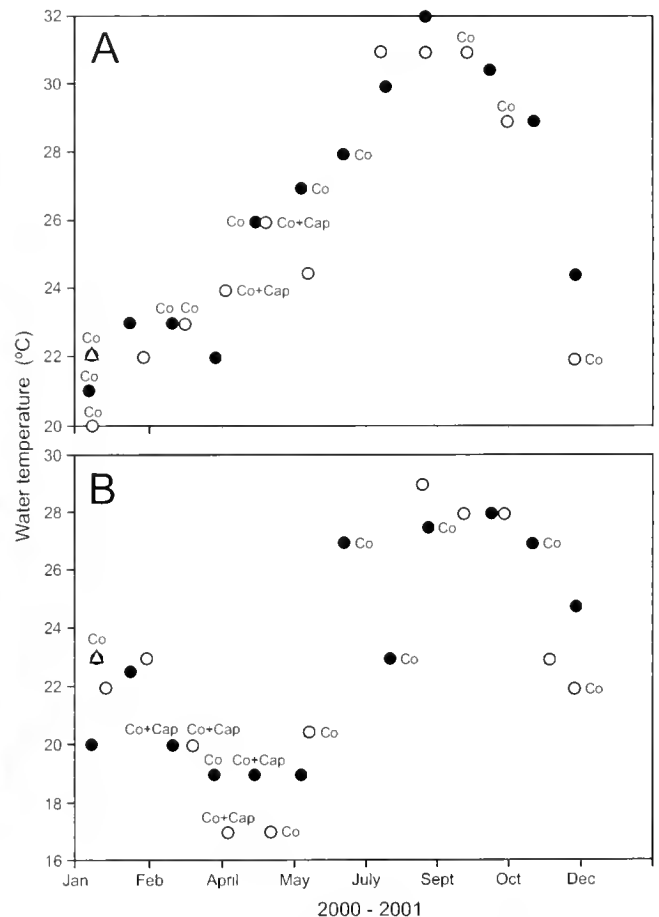 32
A
Co
30
Co
28
Co
Co
26
Co
Co+Cap
24
Co+Cap
Co Co
Co
22
Co
Co
Co
20
Water temperature (ºC)
30
B
28
Co
Co
Co
26
24
Co
Co
22
Co
Co+Cap
Co+Cap
Co
20
Co
Co+Cap
18
Co+Cap
Co
16
Jan
Feb
April
May
July
Sept
Oct
Dec
2000 - 2001